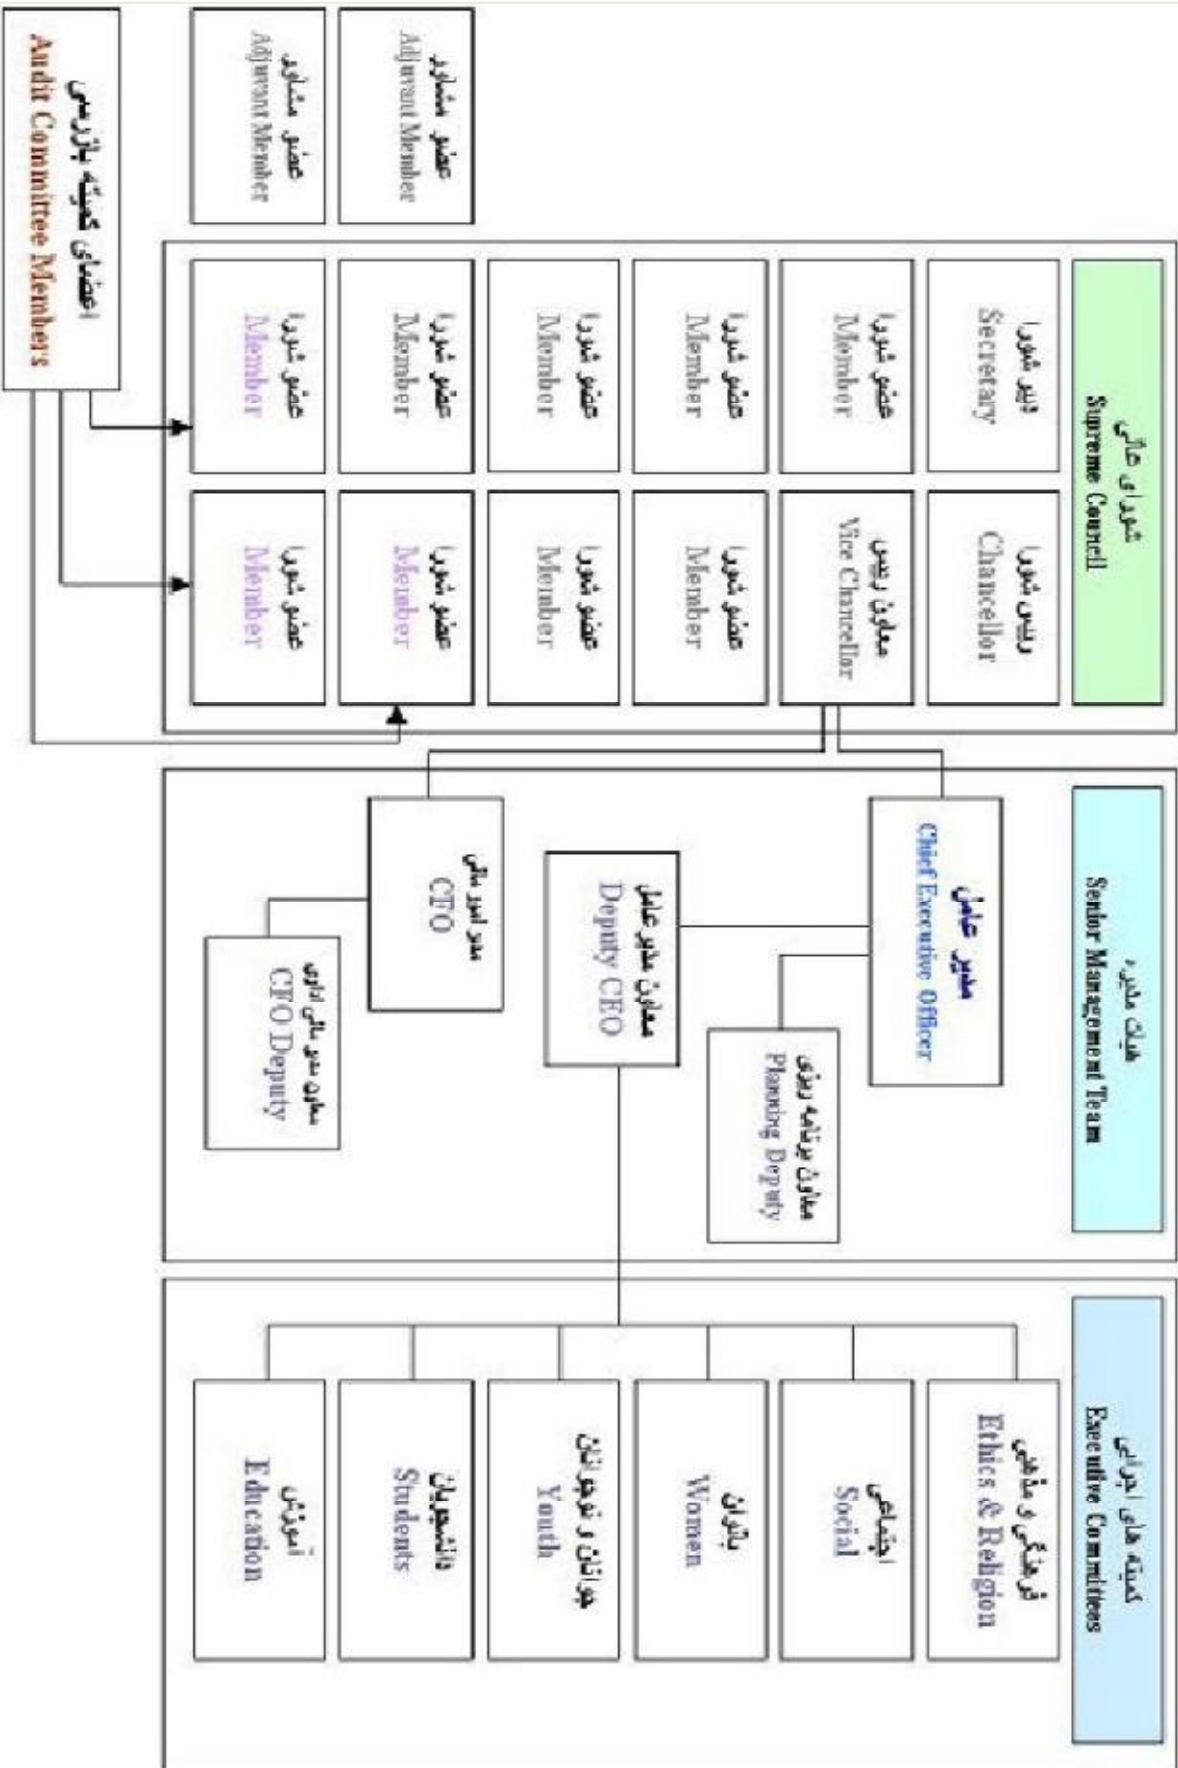 شورای عالی
Supreme Council
دبیر شورا
Secretary
رییس شورا
Chancellor
عضو شورا
Member
معاون رییس
Vice Chancellor
عضو شورا
Member
عضو شورا
Member
عضو شورا
Member
عضو شورا
Member
عضو مشاور
Adjuvant Member
عضو شورا
Member
عضو شورا
Member
عضو مشاور
Adjuvant Member
عضو شورا
Member
عضو شورا
Member
اعضای کمیته بازرسی
Audit Committee Members
هیات مدیره
Senior Management Team
مدیر عامل
Chief Executive Officer
معاون برنامه ریزی
Planning Deputy
معاون مدیر عامل
Deputy CEO
مدیر امور مالی
CFO
معاون مدیر مالی اداری
CFO Deputy
کمیته های اجرایی
Executive Committees
فرهنگی و مذهبی
Ethics & Religion
اجتماعی
Social
بانوان
Women
جوانان و نوجوانان
Youth
دانشجویان
Students
آموزش
Education